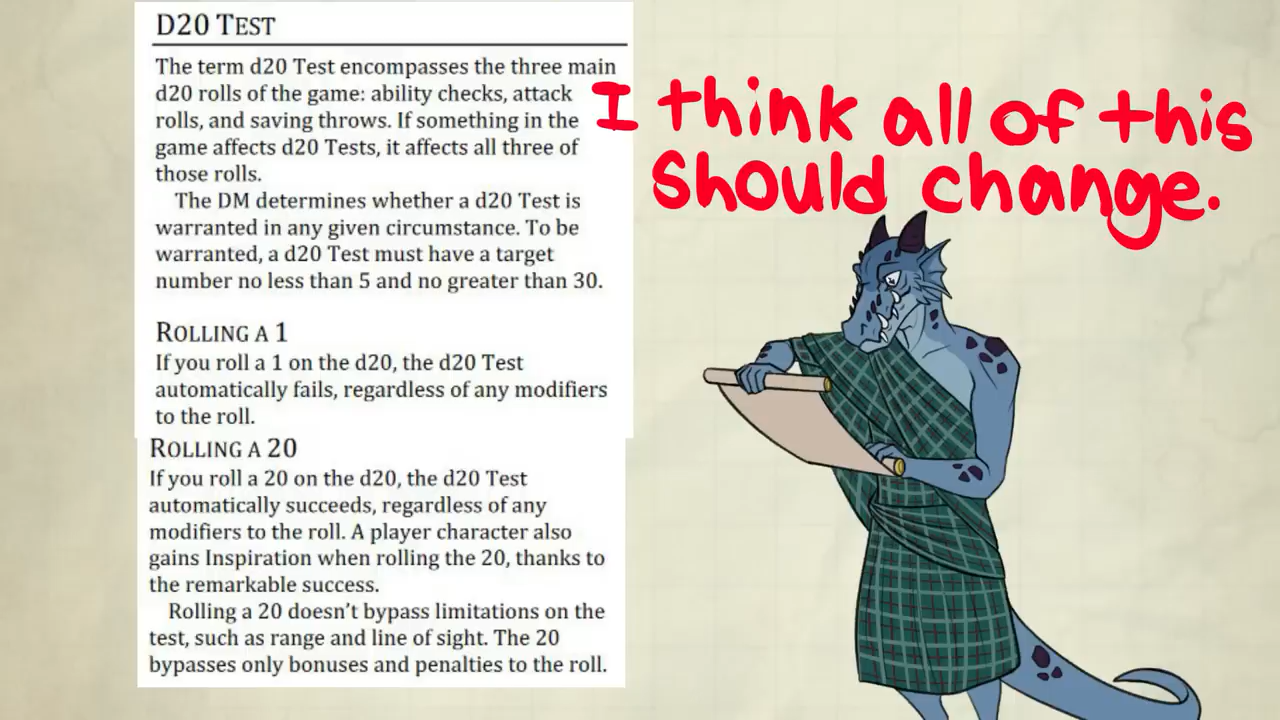 D20 TEST
The term d20 Test encompasses the three main
d20 rolls of the game: ability checks, attack
rolls, and saving throws. If something in the
game affects d20 Tests, it affects all three of
those rolls.
The DM determines whether a d20 Test is
warranted in any given circumstance. To be
warranted, a d20 Test must have a target
number no less than 5 and no greater than 30.
ROLLING A 1
If you roll a 1 on the d20, the d20 Test
automatically fails, regardless of any modifiers
to the roll.
ROLLING A 20
If you roll a 20 on the d20, the d20 Test
automatically succeeds, regardless of any
modifiers to the roll. A player character also
gains Inspiration when rolling the 20, thanks to
the remarkable success.
Rolling a 20 doesn't bypass limitations on the
test, such as range and line of sight. The 20
bypasses only bonuses and penalties to the roll.
I think all of this
should change.